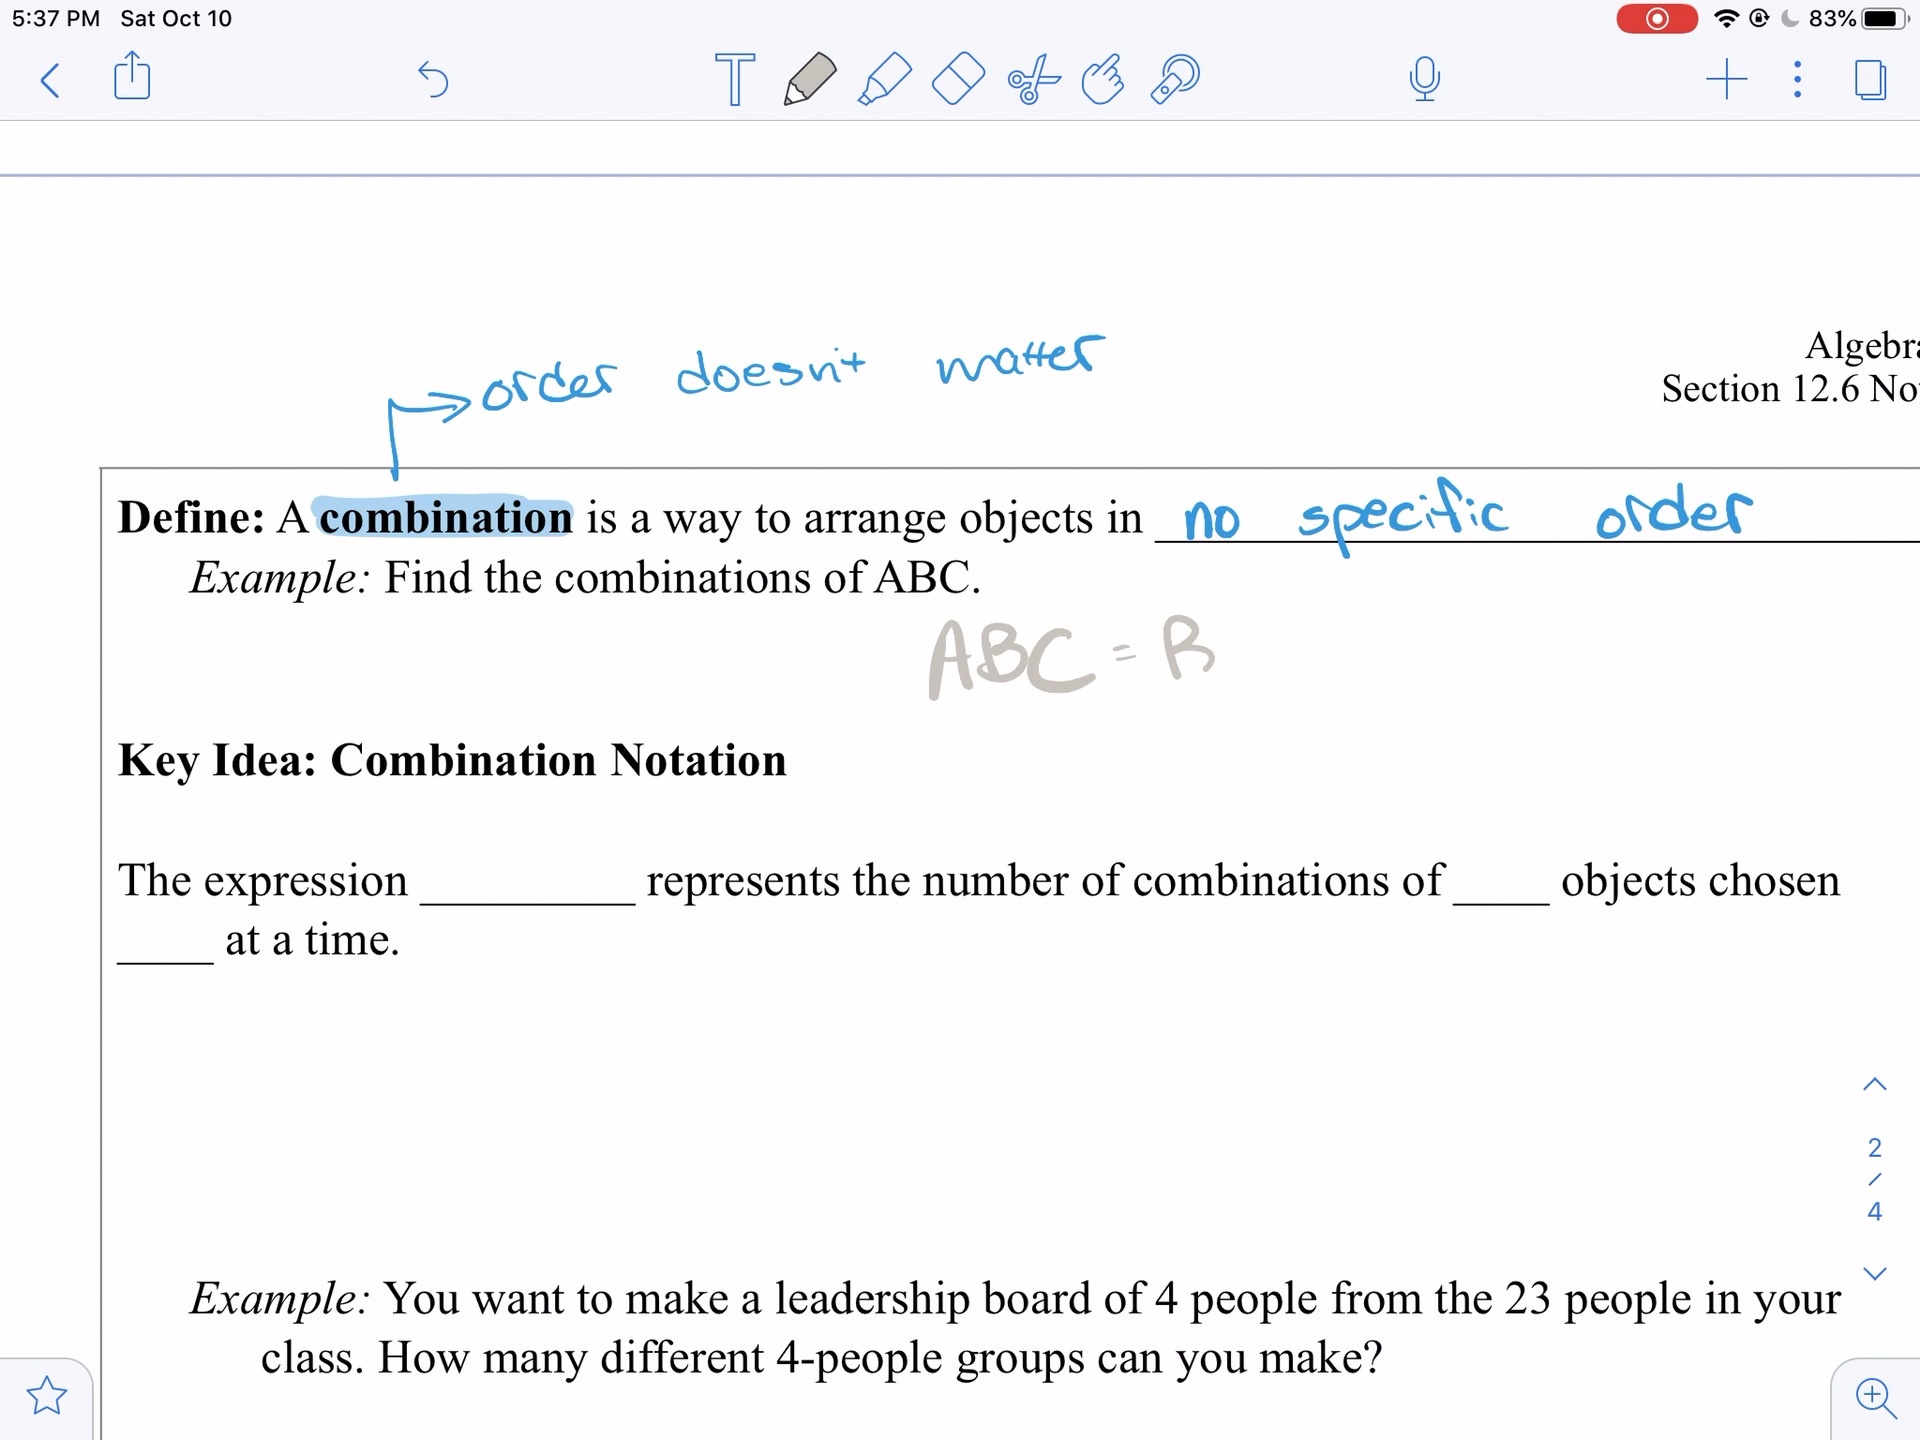 5:37 PM Sat Oct 10 83%
order doesn't matter
Algebra
Section 12.6 No
Define: A combination is a way to arrange objects in no specific order
Example: Find the combinations of ABC.
ABC = B
Key Idea: Combination Notation
The expression _________ represents the number of combinations of ____ objects chosen
____ at a time.
2
/
4
Example: You want to make a leadership board of 4 people from the 23 people in your
class. How many different 4-people groups can you make?